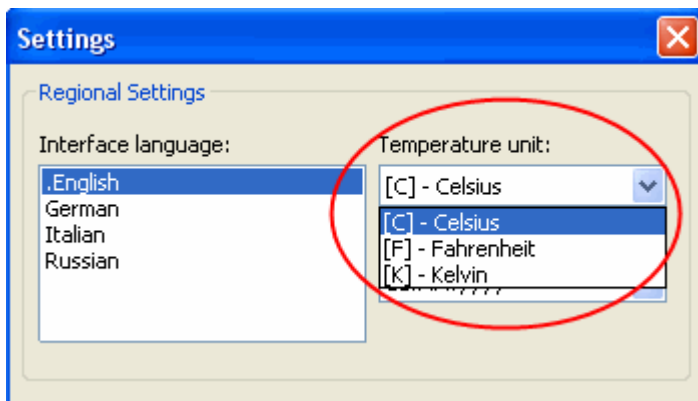 Settings
Regional Settings
Interface language:
.English
German
Italian
Russian
Temperature unit:
[C] - Celsius
[C] - Celsius
[F] - Fahrenheit
[K] - Kelvin